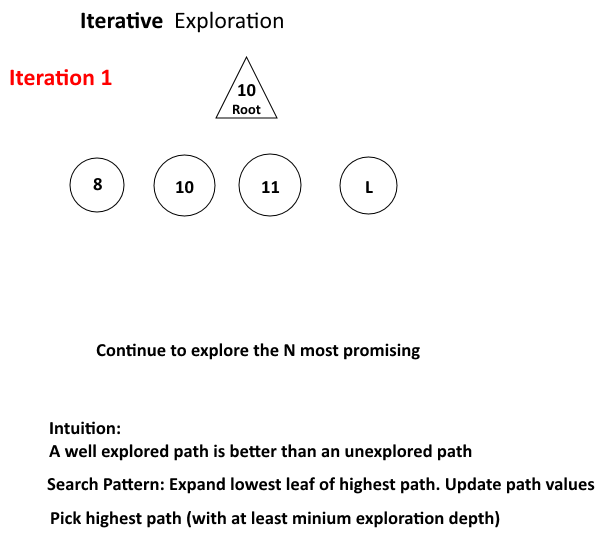 Iterative Exploration
Iteration 1
10
Root
8 10 11 L
Continue to explore the N most promising
Intuition:
A well explored path is better than an unexplored path
Search Pattern: Expand lowest leaf of highest path. Update path values
Pick highest path (with at least minium exploration depth)